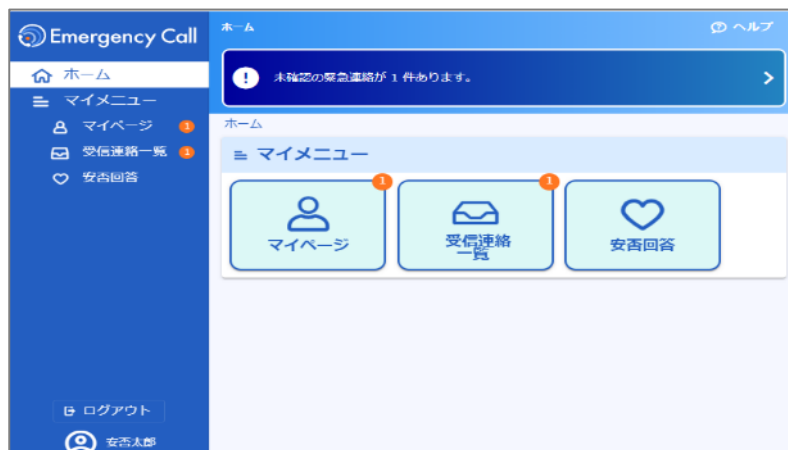 Emergency Call
ホーム
マイメニュー
マイページ 1
受信連絡一覧 1
安否回答
ログアウト
安否太郎
ホーム
ヘルプ
未確認の緊急連絡が 1 件あります。
ホーム
マイメニュー
1
マイページ
1
受信連絡
一覧
安否回答